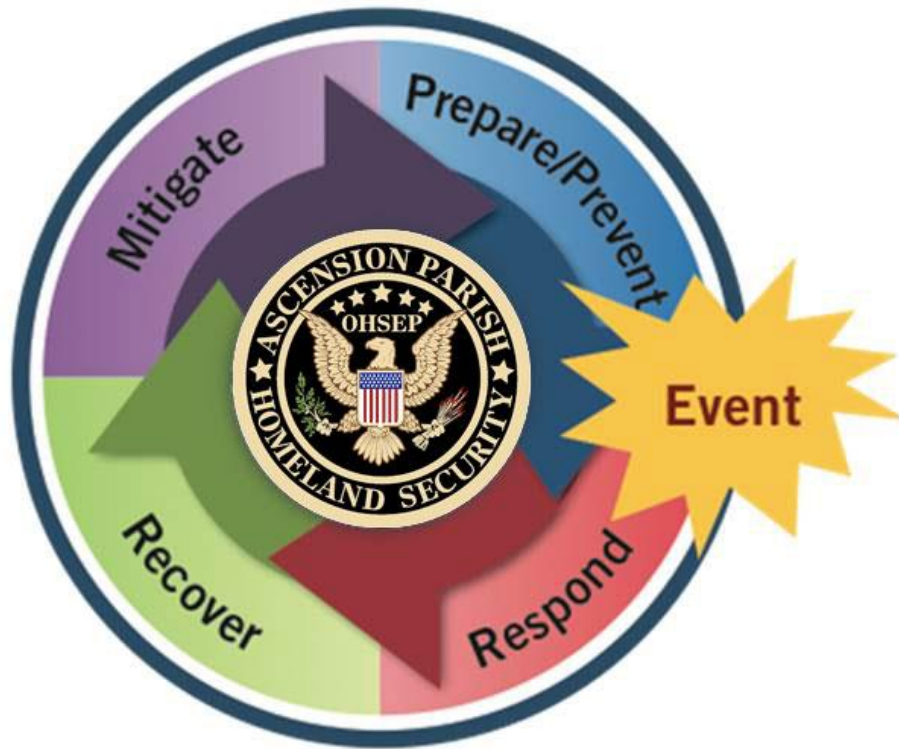 Mitigate
Prepare/Prevent
Event
Respond
Recover
ASCENSION PARISH
OHSEP
HOMELAND SECURITY